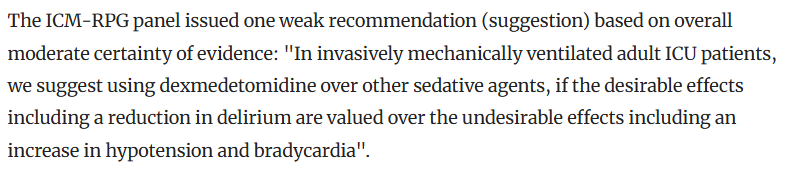 The ICM-RPG panel issued one weak recommendation (suggestion) based on overall
moderate certainty of evidence: "In invasively mechanically ventilated adult ICU patients,
we suggest using dexmedetomidine over other sedative agents, if the desirable effects
including a reduction in delirium are valued over the undesirable effects including an
increase in hypotension and bradycardia".